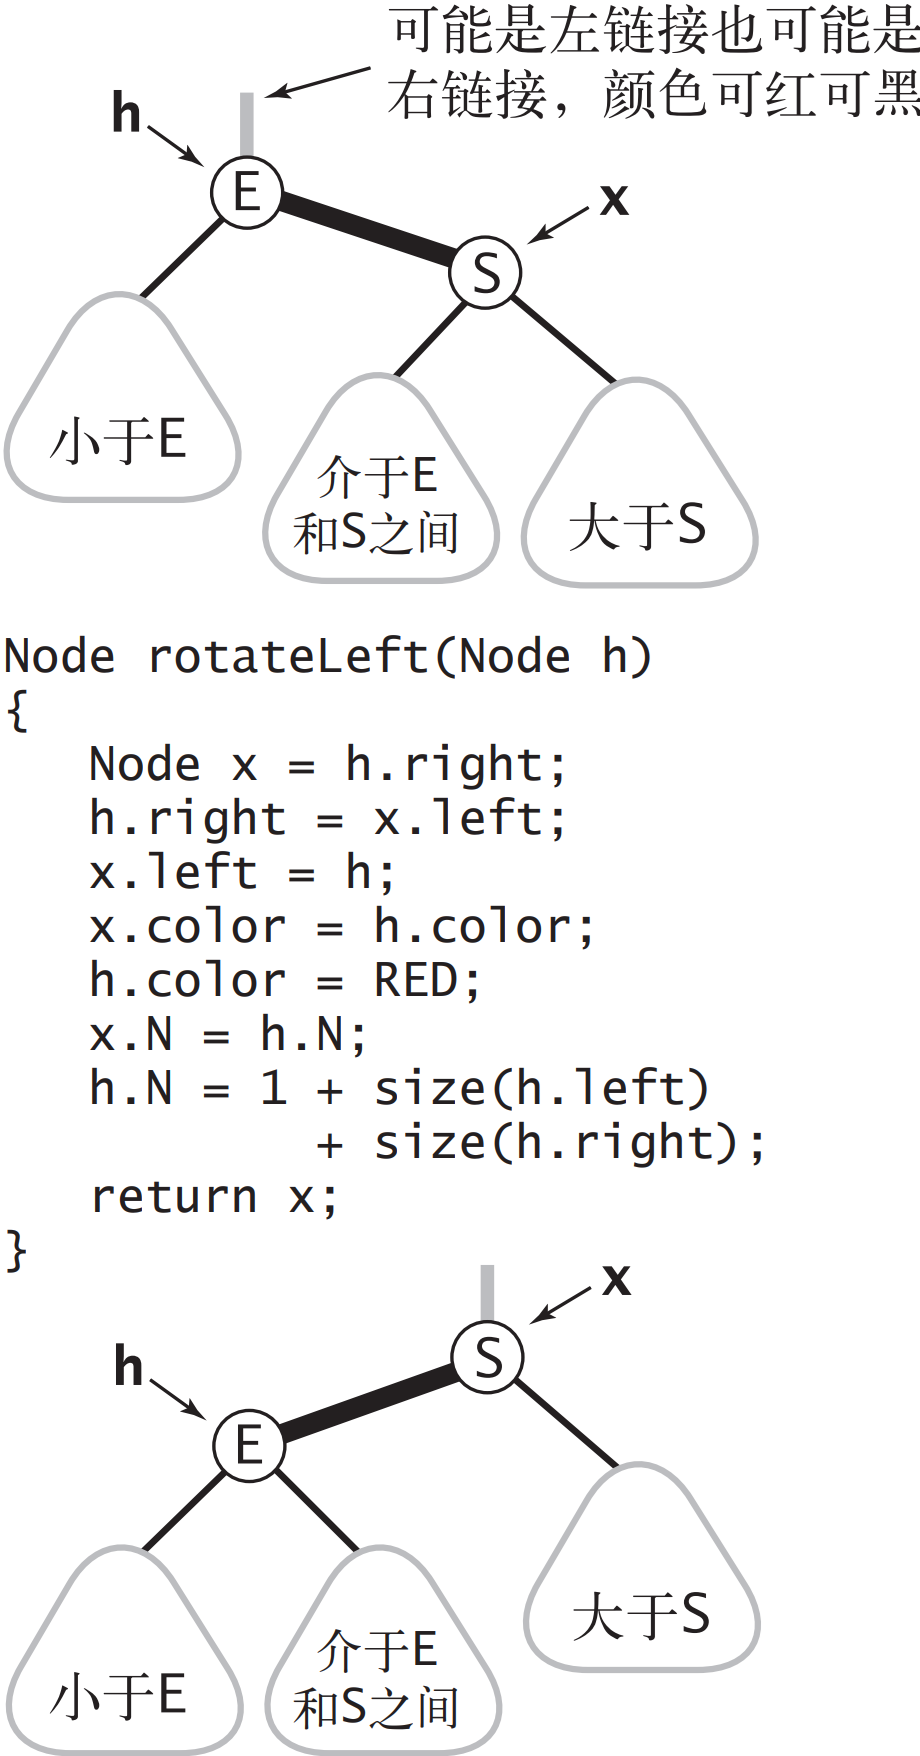 可能是左链接也可能是
右链接，颜色可红可黑
h
E
x
S
小于E
介于E
和S之间
大于S
Node rotateLeft(Node h)
{
   Node x = h.right;
   h.right = x.left;
   x.left = h;
   x.color = h.color;
   h.color = RED;
   x.N = h.N;
   h.N = 1 + size(h.left)
           + size(h.right);
   return x;
}
x
S
h
E
大于S
小于E
介于E
和S之间